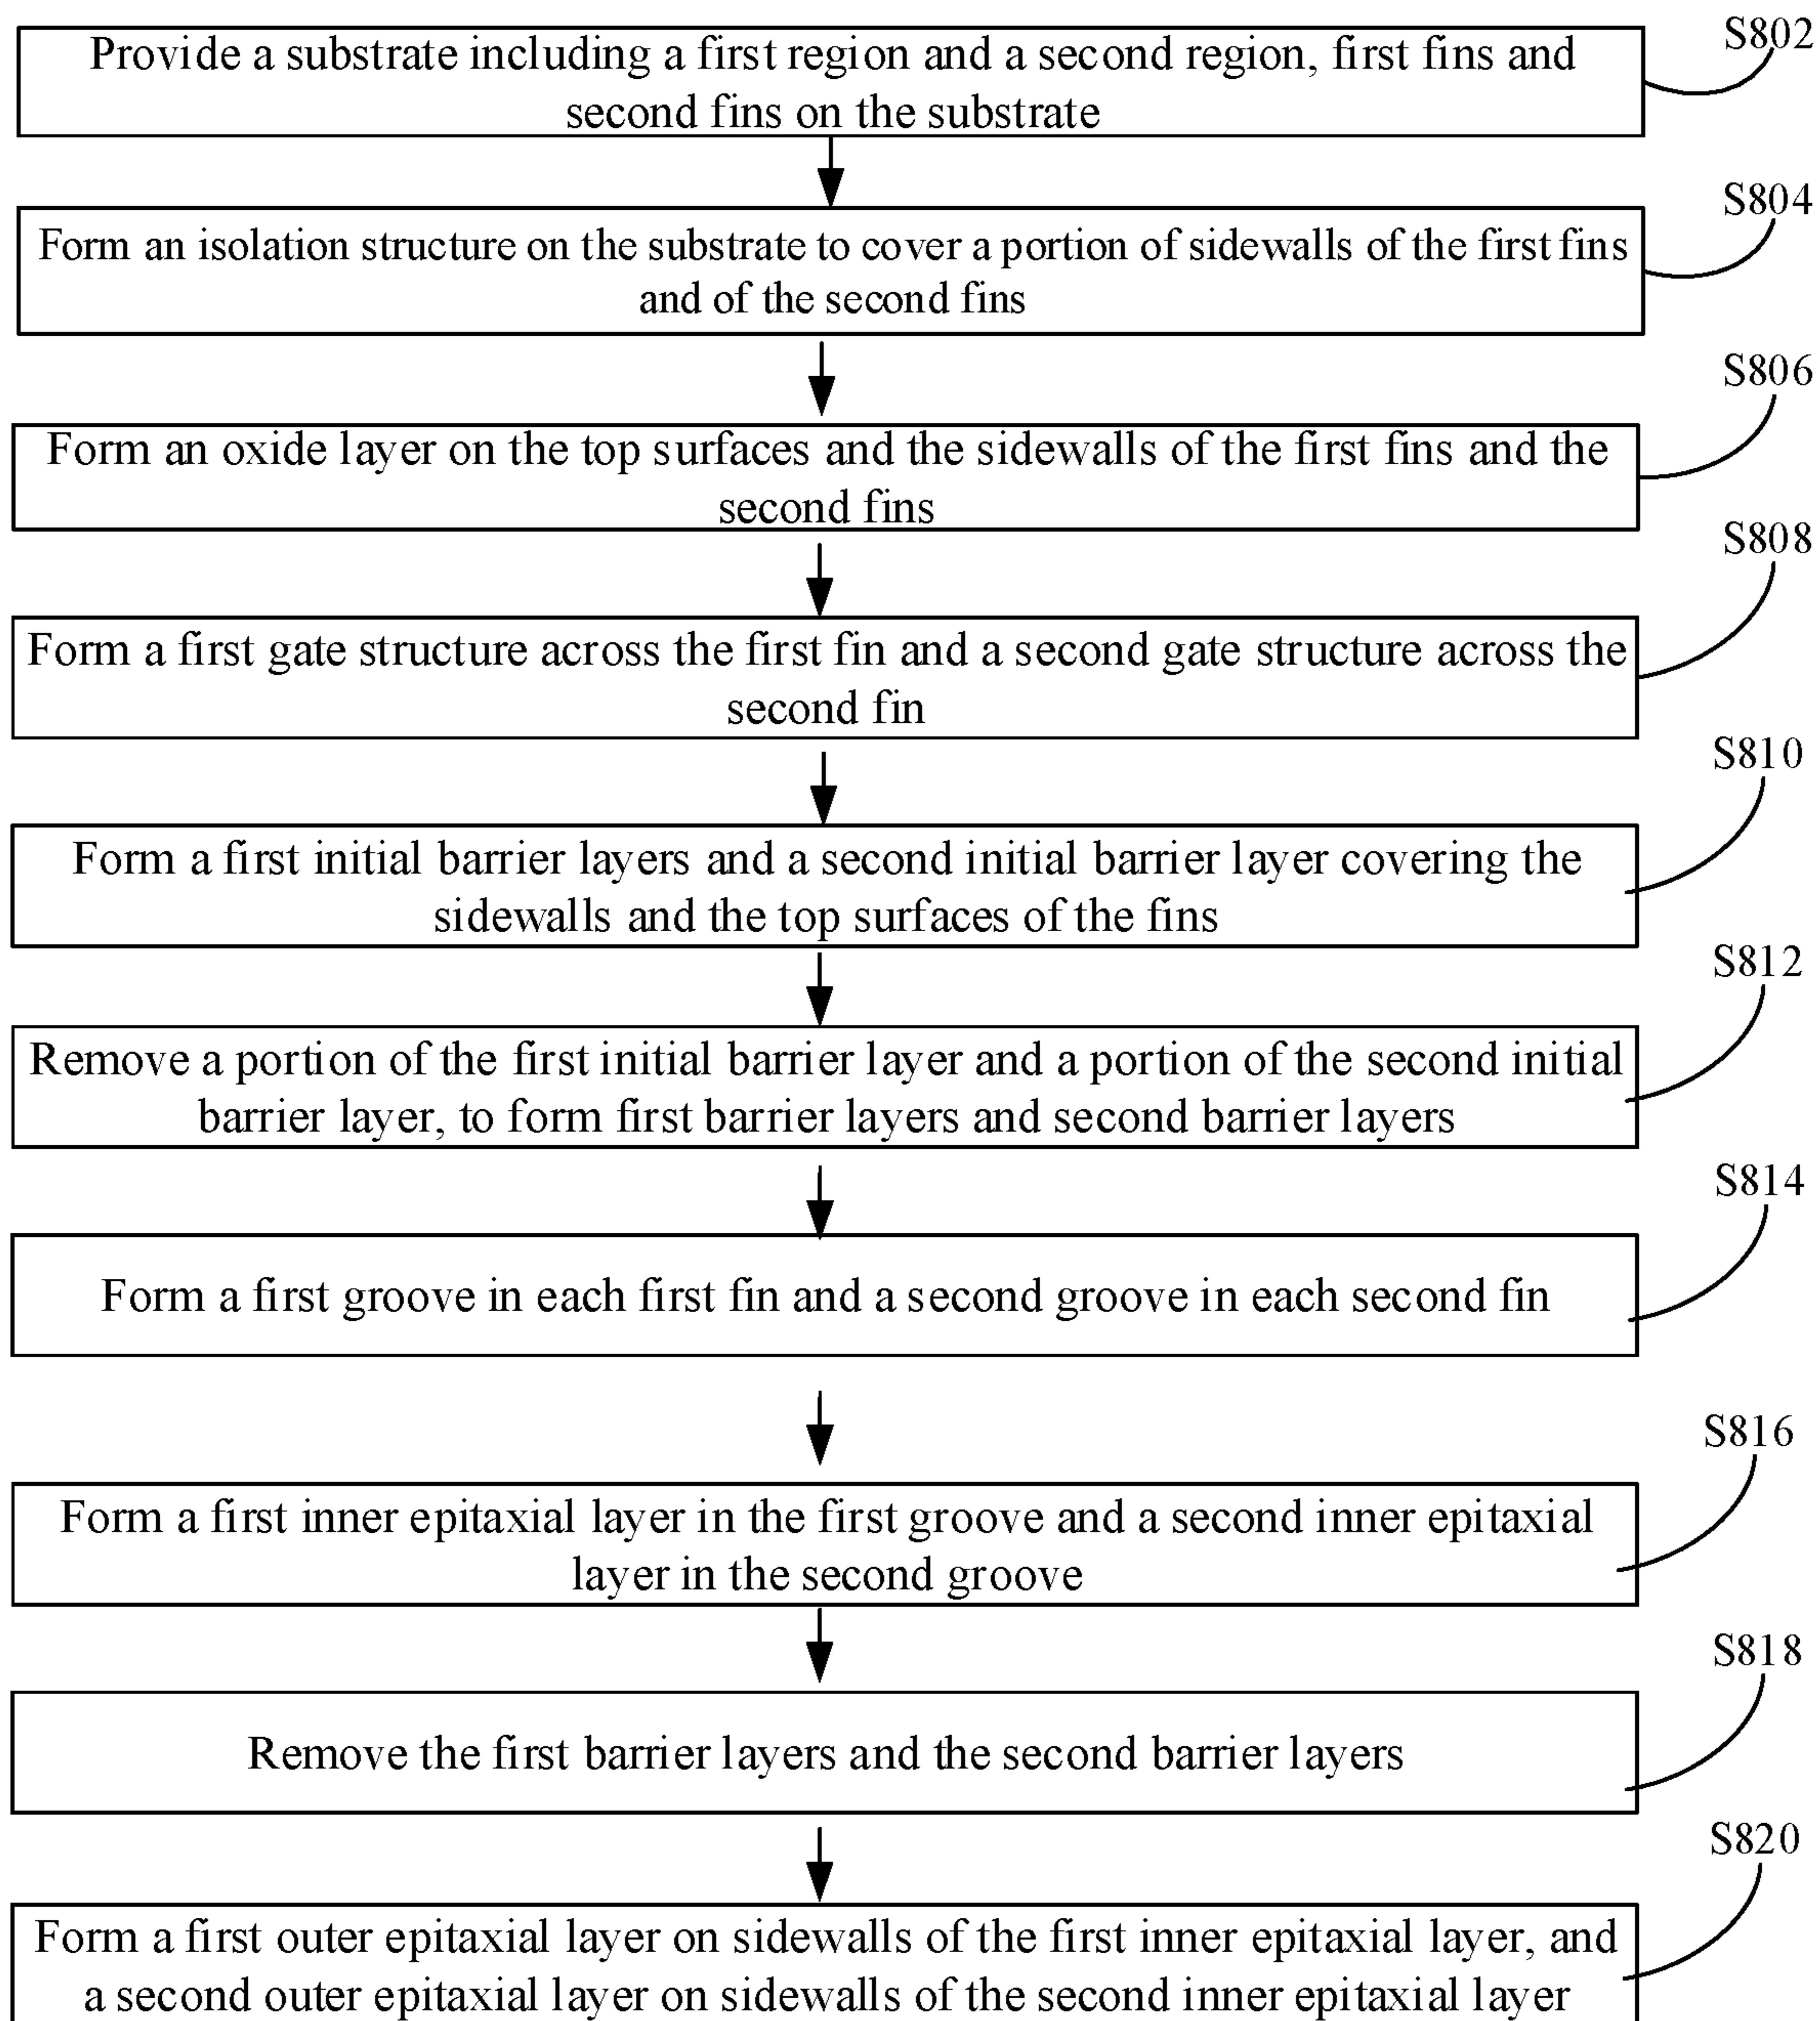 S802
Provide a substrate including a first region and a second region, first fins and
second fins on the substrate
S804
Form an isolation structure on the substrate to cover a portion of sidewalls of the first fins
and of the second fins
S806
Form an oxide layer on the top surfaces and the sidewalls of the first fins and the
second fins
S808
Form a first gate structure across the first fin and a second gate structure across the
second fin
S810
Form a first initial barrier layers and a second initial barrier layer covering the
sidewalls and the top surfaces of the fins
S812
Remove a portion of the first initial barrier layer and a portion of the second initial
barrier layer, to form first barrier layers and second barrier layers
S814
Form a first groove in each first fin and a second groove in each second fin
S816
Form a first inner epitaxial layer in the first groove and a second inner epitaxial
layer in the second groove
S818
Remove the first barrier layers and the second barrier layers
S820
Form a first outer epitaxial layer on sidewalls of the first inner epitaxial layer, and
a second outer epitaxial layer on sidewalls of the second inner epitaxial layer